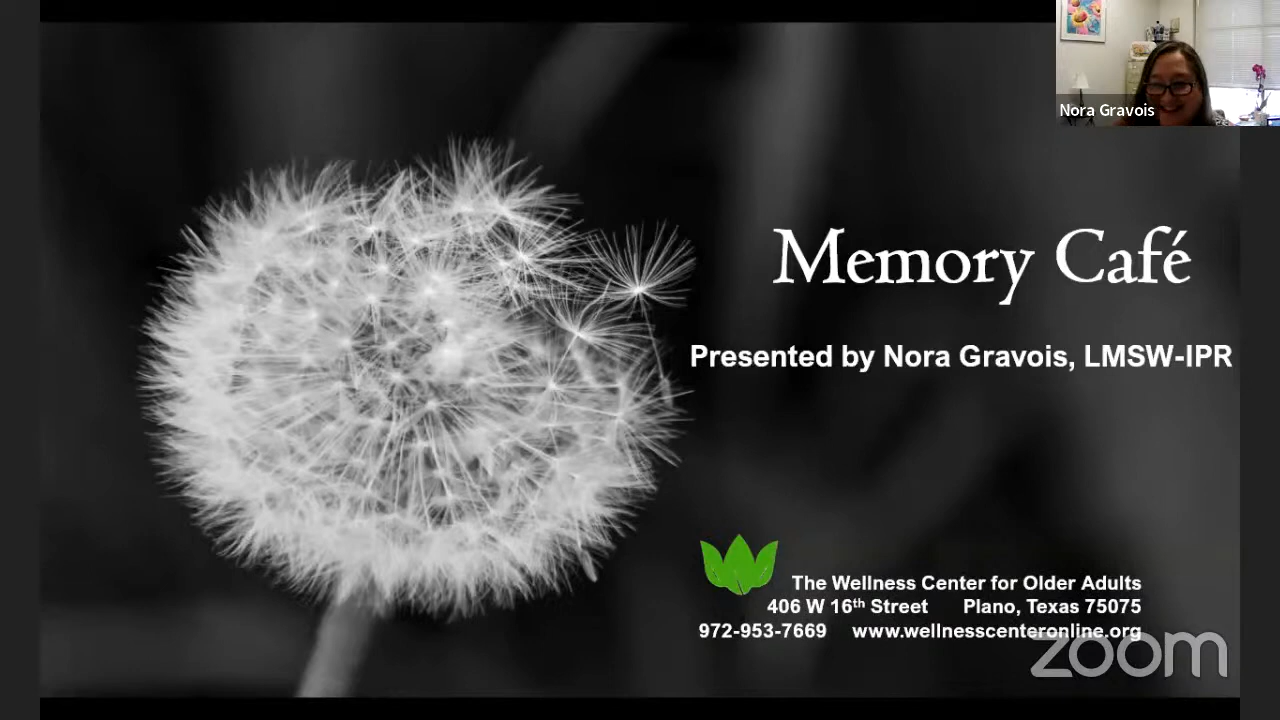 Nora Gravois
Memory Café
Presented by Nora Gravois, LMSW-IPR
The Wellness Center for Older Adults
406 W 16th Street Plano, Texas 75075
972-953-7669 www.wellnesscenteronline.org
zoom